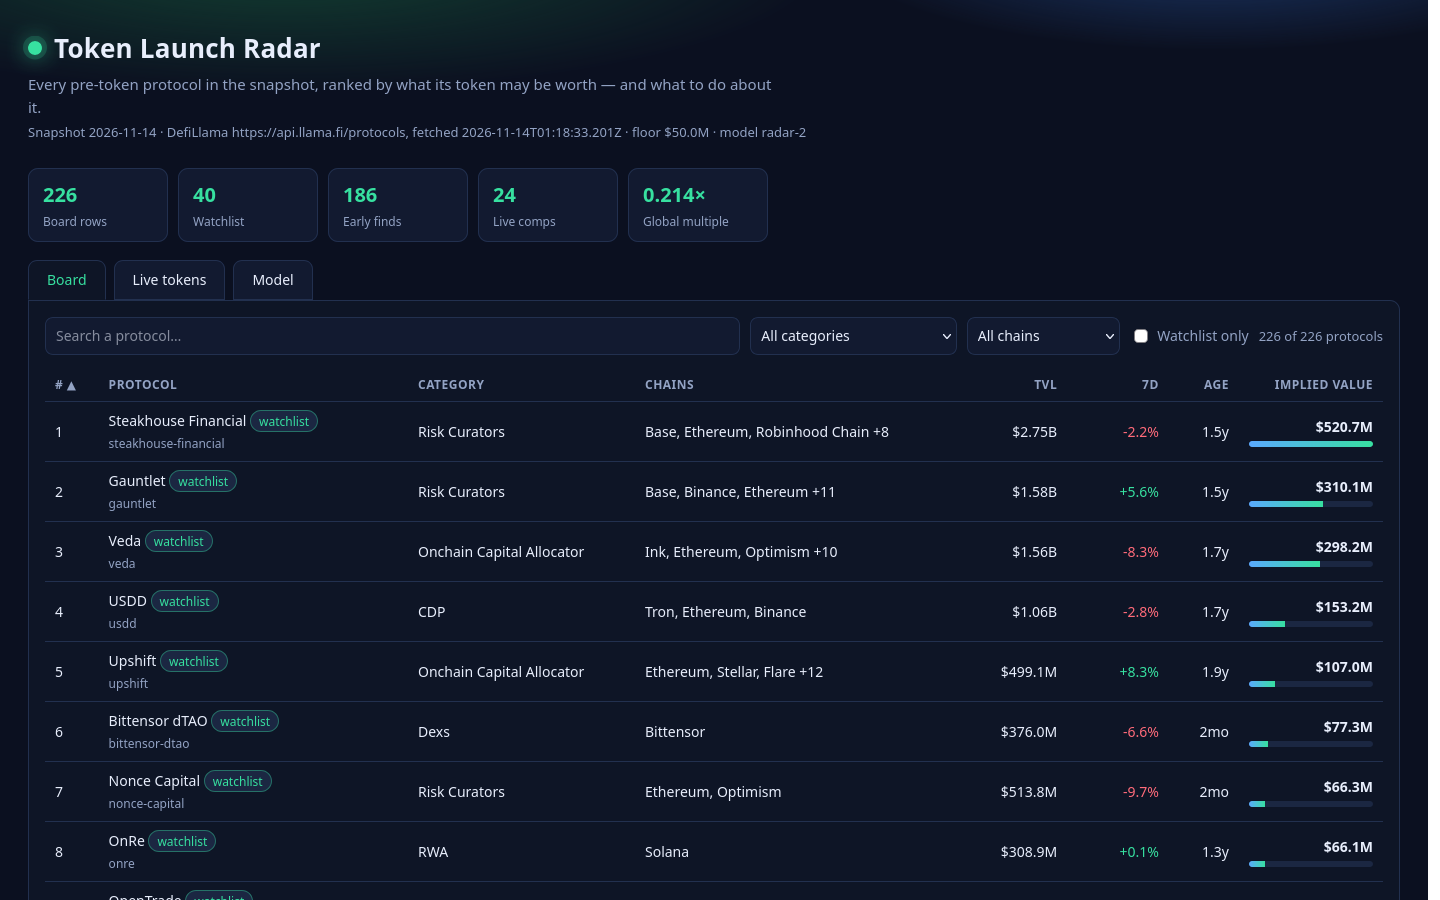 Token Launch Radar
Every pre-token protocol in the snapshot, ranked by what its token may be worth — and what to do about
it.
Snapshot 2026-11-14 · DefiLlama https://api.llama.fi/protocols, fetched 2026-11-14T01:18:33.201Z · floor $50.0M · model radar-2
226
Board rows
40
Watchlist
186
Early finds
24
Live comps
0.214×
Global multiple
Board Live tokens Model
Search a protocol... All categories All chains Watchlist only 226 of 226 protocols
# ▲ PROTOCOL CATEGORY CHAINS TVL 7D AGE IMPLIED VALUE
1 Steakhouse Financial watchlist Risk Curators Base, Ethereum, Robinhood Chain +8 $2.75B -2.2% 1.5y $520.7M
steakhouse-financial
2 Gauntlet watchlist Risk Curators Base, Binance, Ethereum +11 $1.58B +5.6% 1.5y $310.1M
gauntlet
3 Veda watchlist Onchain Capital Allocator Ink, Ethereum, Optimism +10 $1.56B -8.3% 1.7y $298.2M
veda
4 USDD watchlist CDP Tron, Ethereum, Binance $1.06B -2.8% 1.7y $153.2M
usdd
5 Upshift watchlist Onchain Capital Allocator Ethereum, Stellar, Flare +12 $499.1M +8.3% 1.9y $107.0M
upshift
6 Bittensor dTAO watchlist Dexs Bittensor $376.0M -6.6% 2mo $77.3M
bittensor-dtao
7 Nonce Capital watchlist Risk Curators Ethereum, Optimism $513.8M -9.7% 2mo $66.3M
nonce-capital
8 OnRe watchlist RWA Solana $308.9M +0.1% 1.3y $66.1M
onre
OpenTrade watchlist